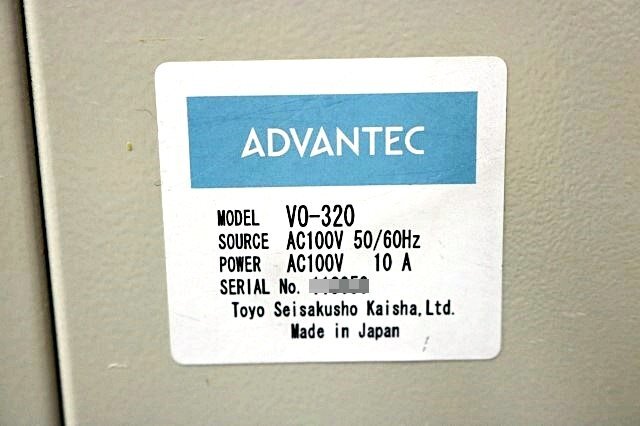 ADVANTEC
MODEL VO-320
SOURCE AC100V 50/60Hz
POWER AC100V 10 A
SERIAL No.
Toyo Seisakusho Kaisha, Ltd.
Made in Japan